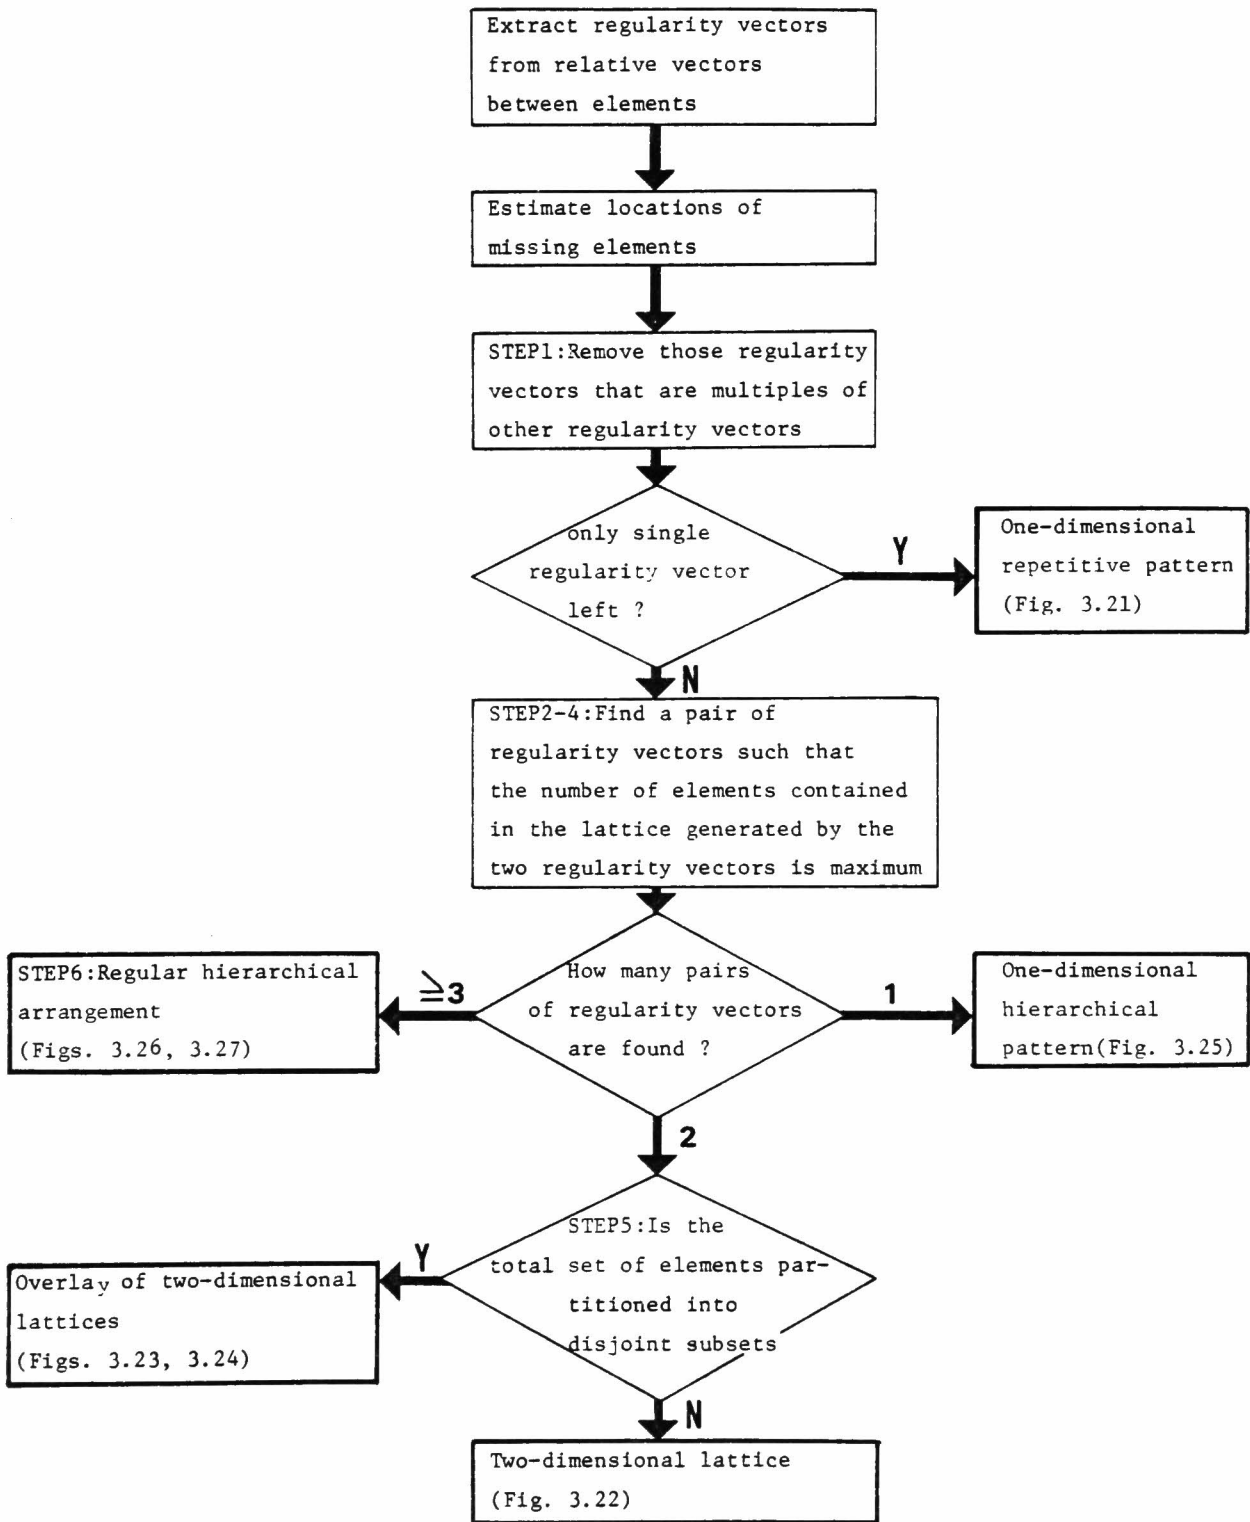 Extract regularity vectors
from relative vectors
between elements
Estimate locations of
missing elements
STEP1:Remove those regularity
vectors that are multiples of
other regularity vectors
only single
regularity vector
left ?
Y
One-dimensional
repetitive pattern
(Fig. 3.21)
N
STEP2-4:Find a pair of
regularity vectors such that
the number of elements contained
in the lattice generated by the
two regularity vectors is maximum
How many pairs
of regularity vectors
are found ?
≧3
STEP6:Regular hierarchical
arrangement
(Figs. 3.26, 3.27)
1
One-dimensional
hierarchical
pattern(Fig. 3.25)
2
STEP5:Is the
total set of elements par-
titioned into
disjoint subsets
Y
Overlay of two-dimensional
lattices
(Figs. 3.23, 3.24)
N
Two-dimensional lattice
(Fig. 3.22)